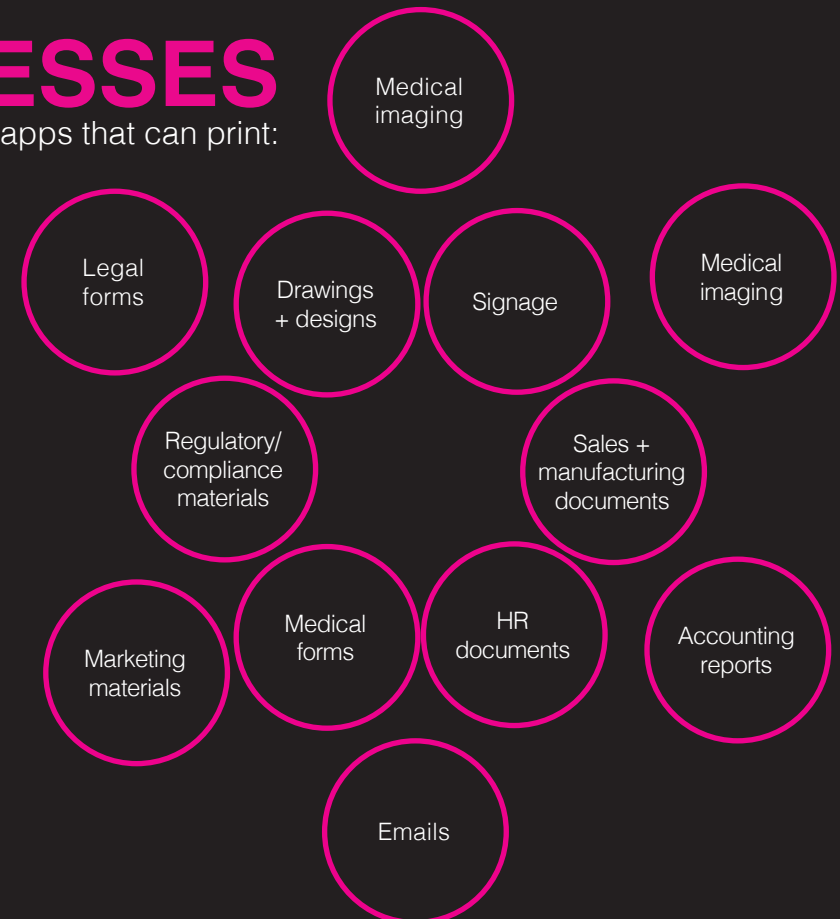 ESSES
apps that can print:
Medical
imaging
Legal
forms
Drawings
+ designs
Signage
Medical
imaging
Regulatory/
compliance
materials
Sales +
manufacturing
documents
Marketing
materials
Medical
forms
HR
documents
Accounting
reports
Emails